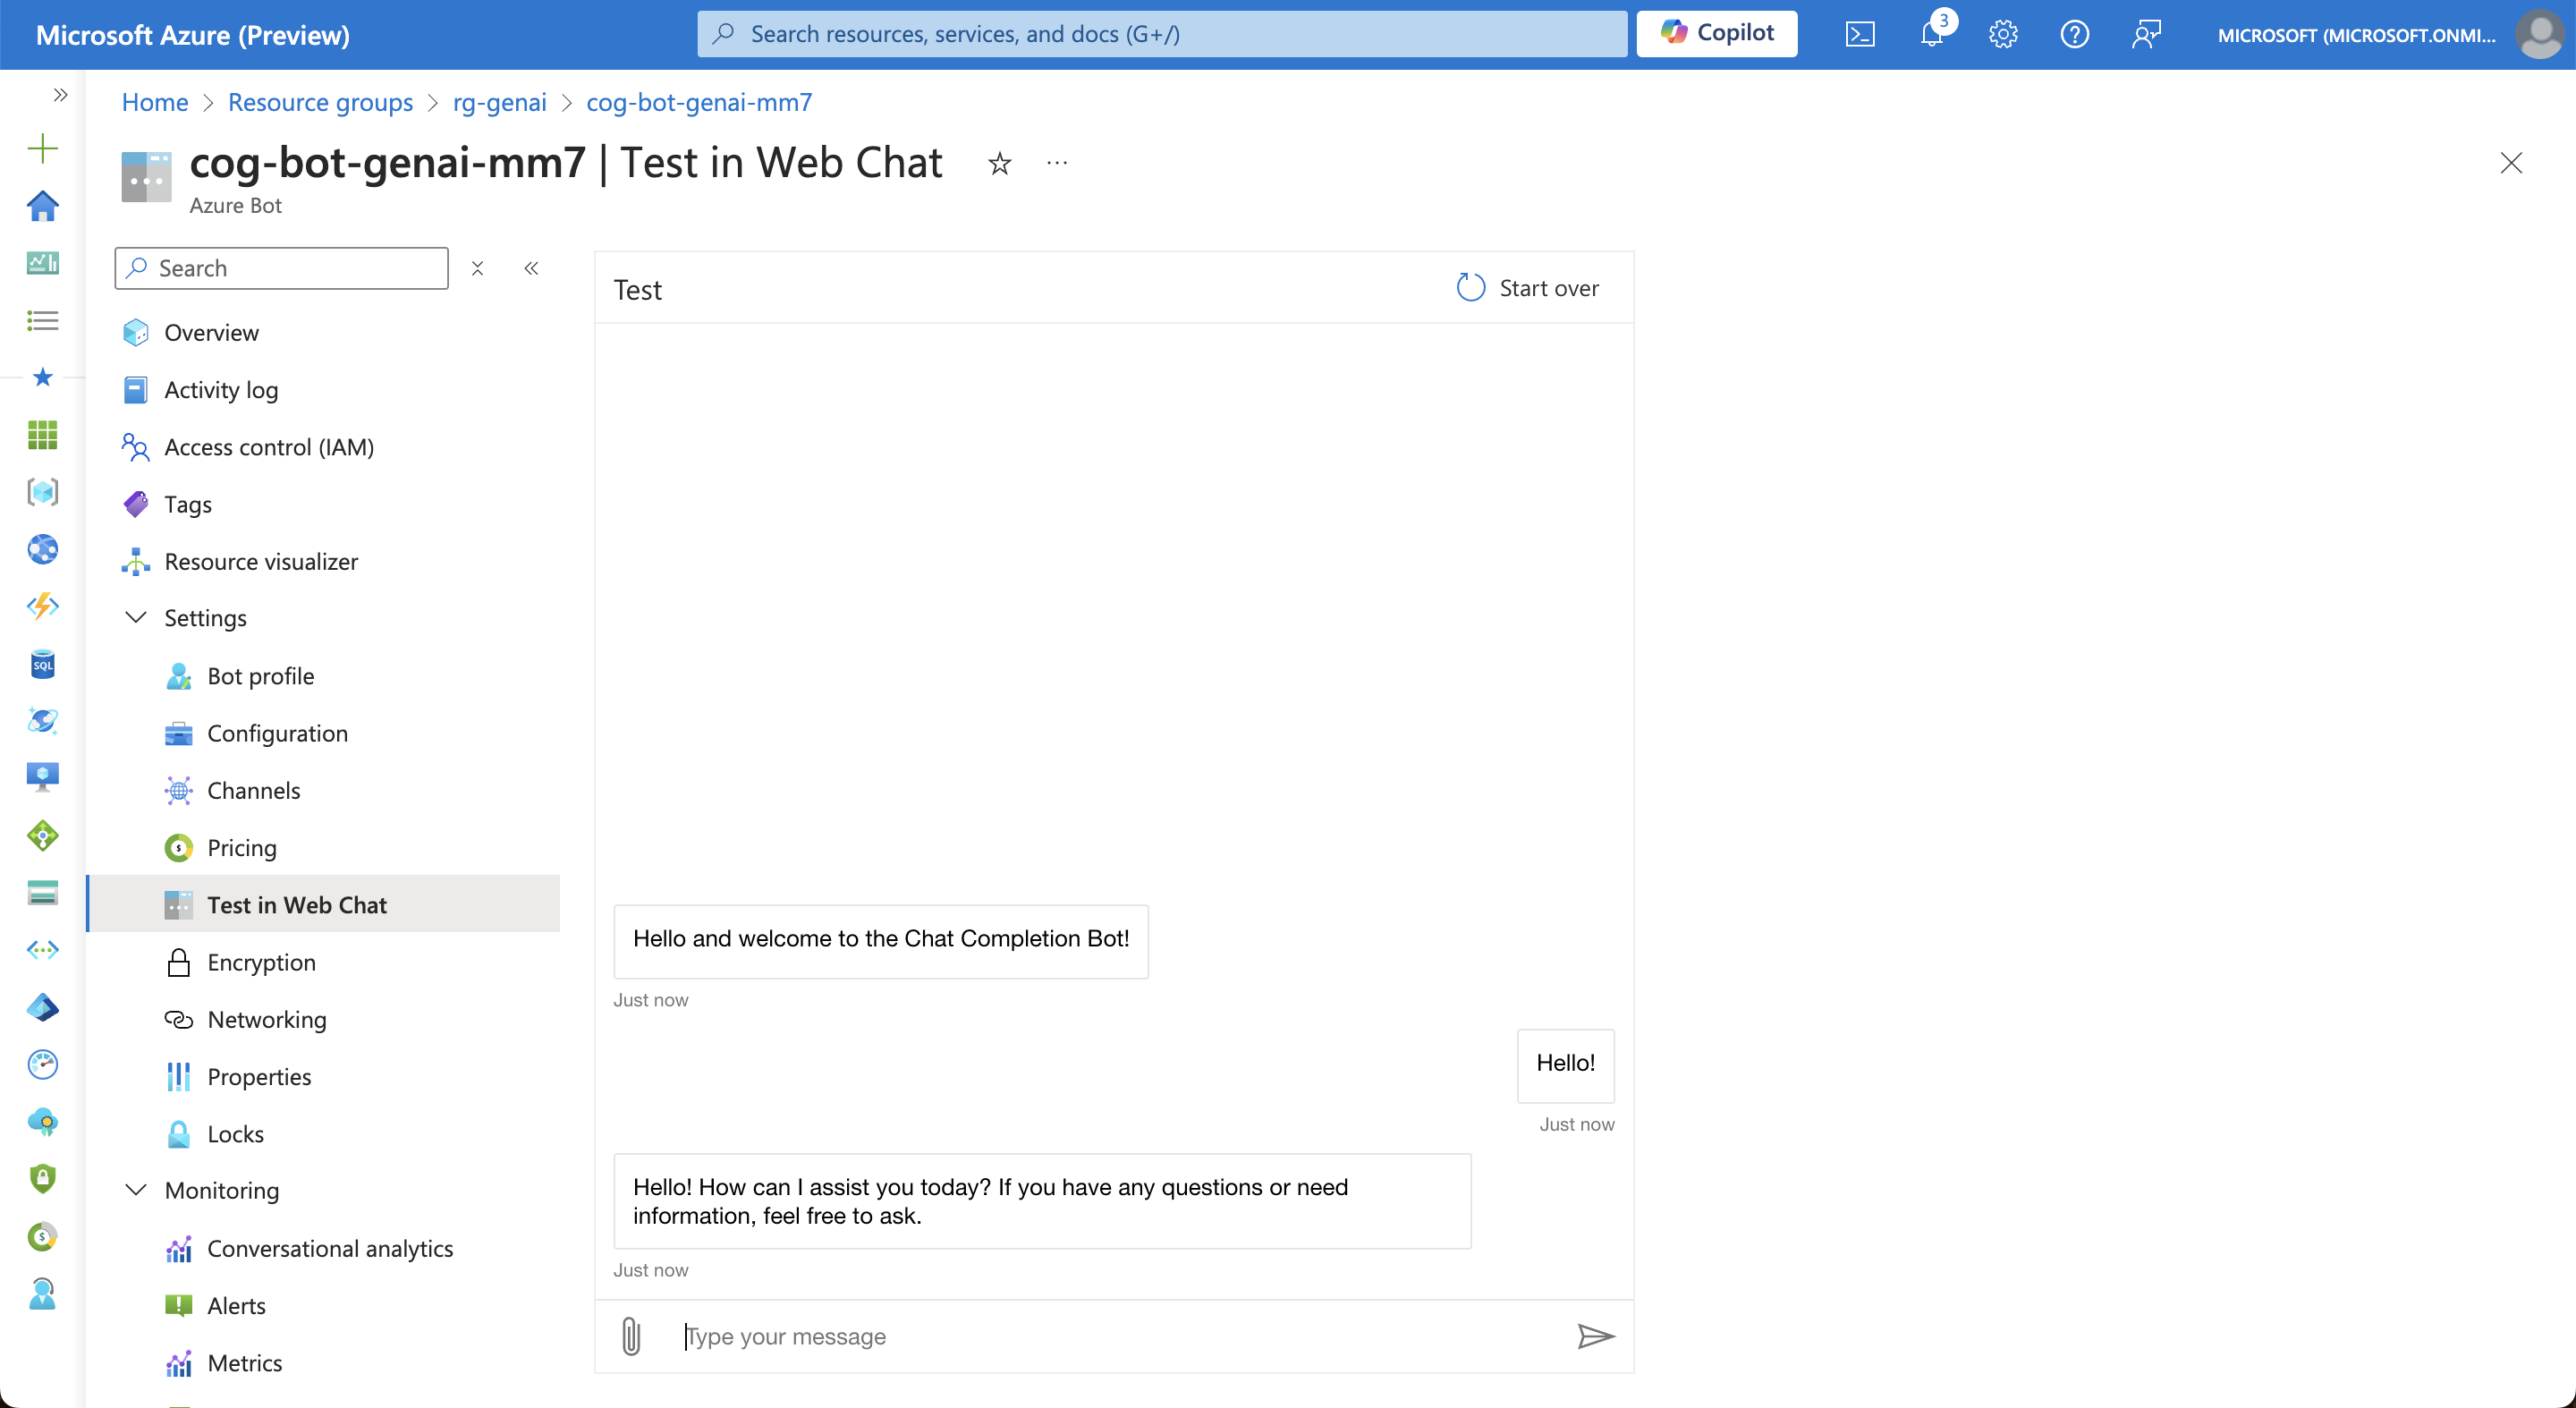 Microsoft Azure (Preview)
Search resources, services, and docs (G+/)
Copilot
3
MICROSOFT (MICROSOFT.ONMI...
Home > Resource groups > rg-genai > cog-bot-genai-mm7
cog-bot-genai-mm7 | Test in Web Chat
Azure Bot
Search
Overview
Activity log
Access control (IAM)
Tags
Resource visualizer
Settings
Bot profile
Configuration
Channels
Pricing
Test in Web Chat
Encryption
Networking
Properties
Locks
Monitoring
Conversational analytics
Alerts
Metrics
SQL
Test
Start over
Hello and welcome to the Chat Completion Bot!
Just now
Hello!
Just now
Hello! How can I assist you today? If you have any questions or need
information, feel free to ask.
Just now
Type your message